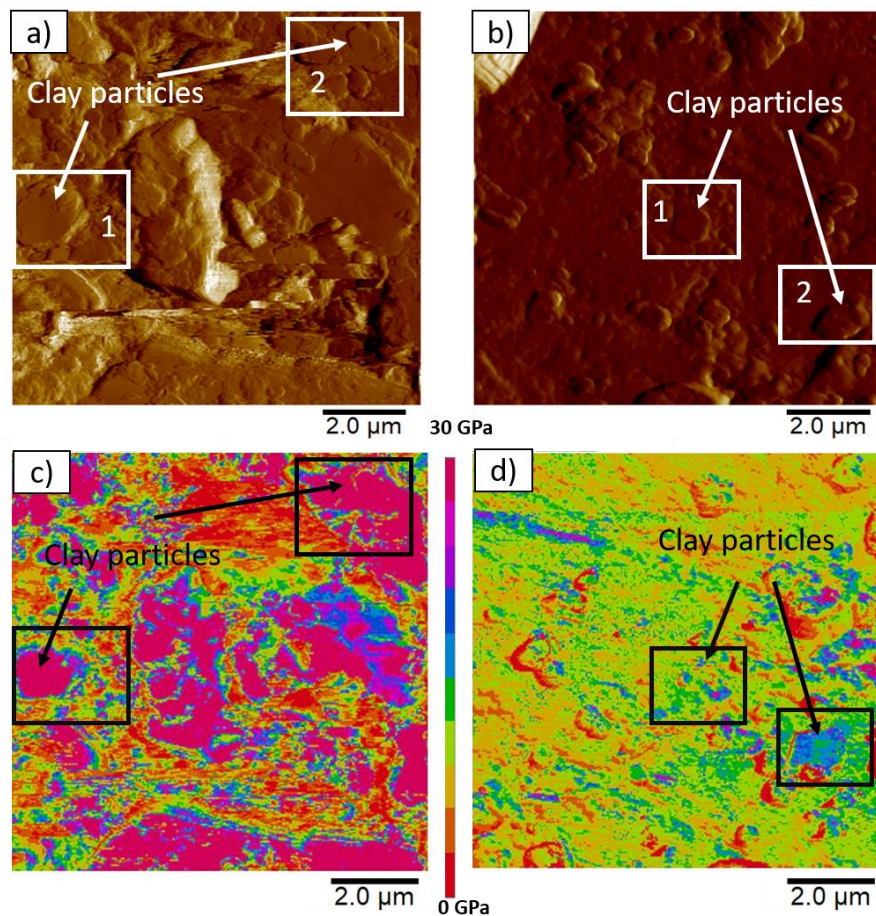 a)
Clay particles
2
1
2.0 µm
b)
Clay particles
1
2
2.0 µm
30 GPa
c)
Clay particles
2.0 µm
0 GPa
d)
Clay particles
2.0 µm